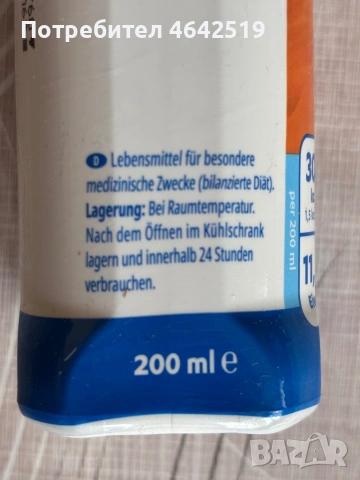 Потребител 4642519
D Lebensmittel für besondere
medizinische Zwecke (bilanzierte Diät).
Lagerung: Bei Raumtemperatur.
Nach dem Öffnen im Kühlschrank
lagern und innerhalb 24 Stunden
verbrauchen.
per 200 ml
200 ml e
BAZAR